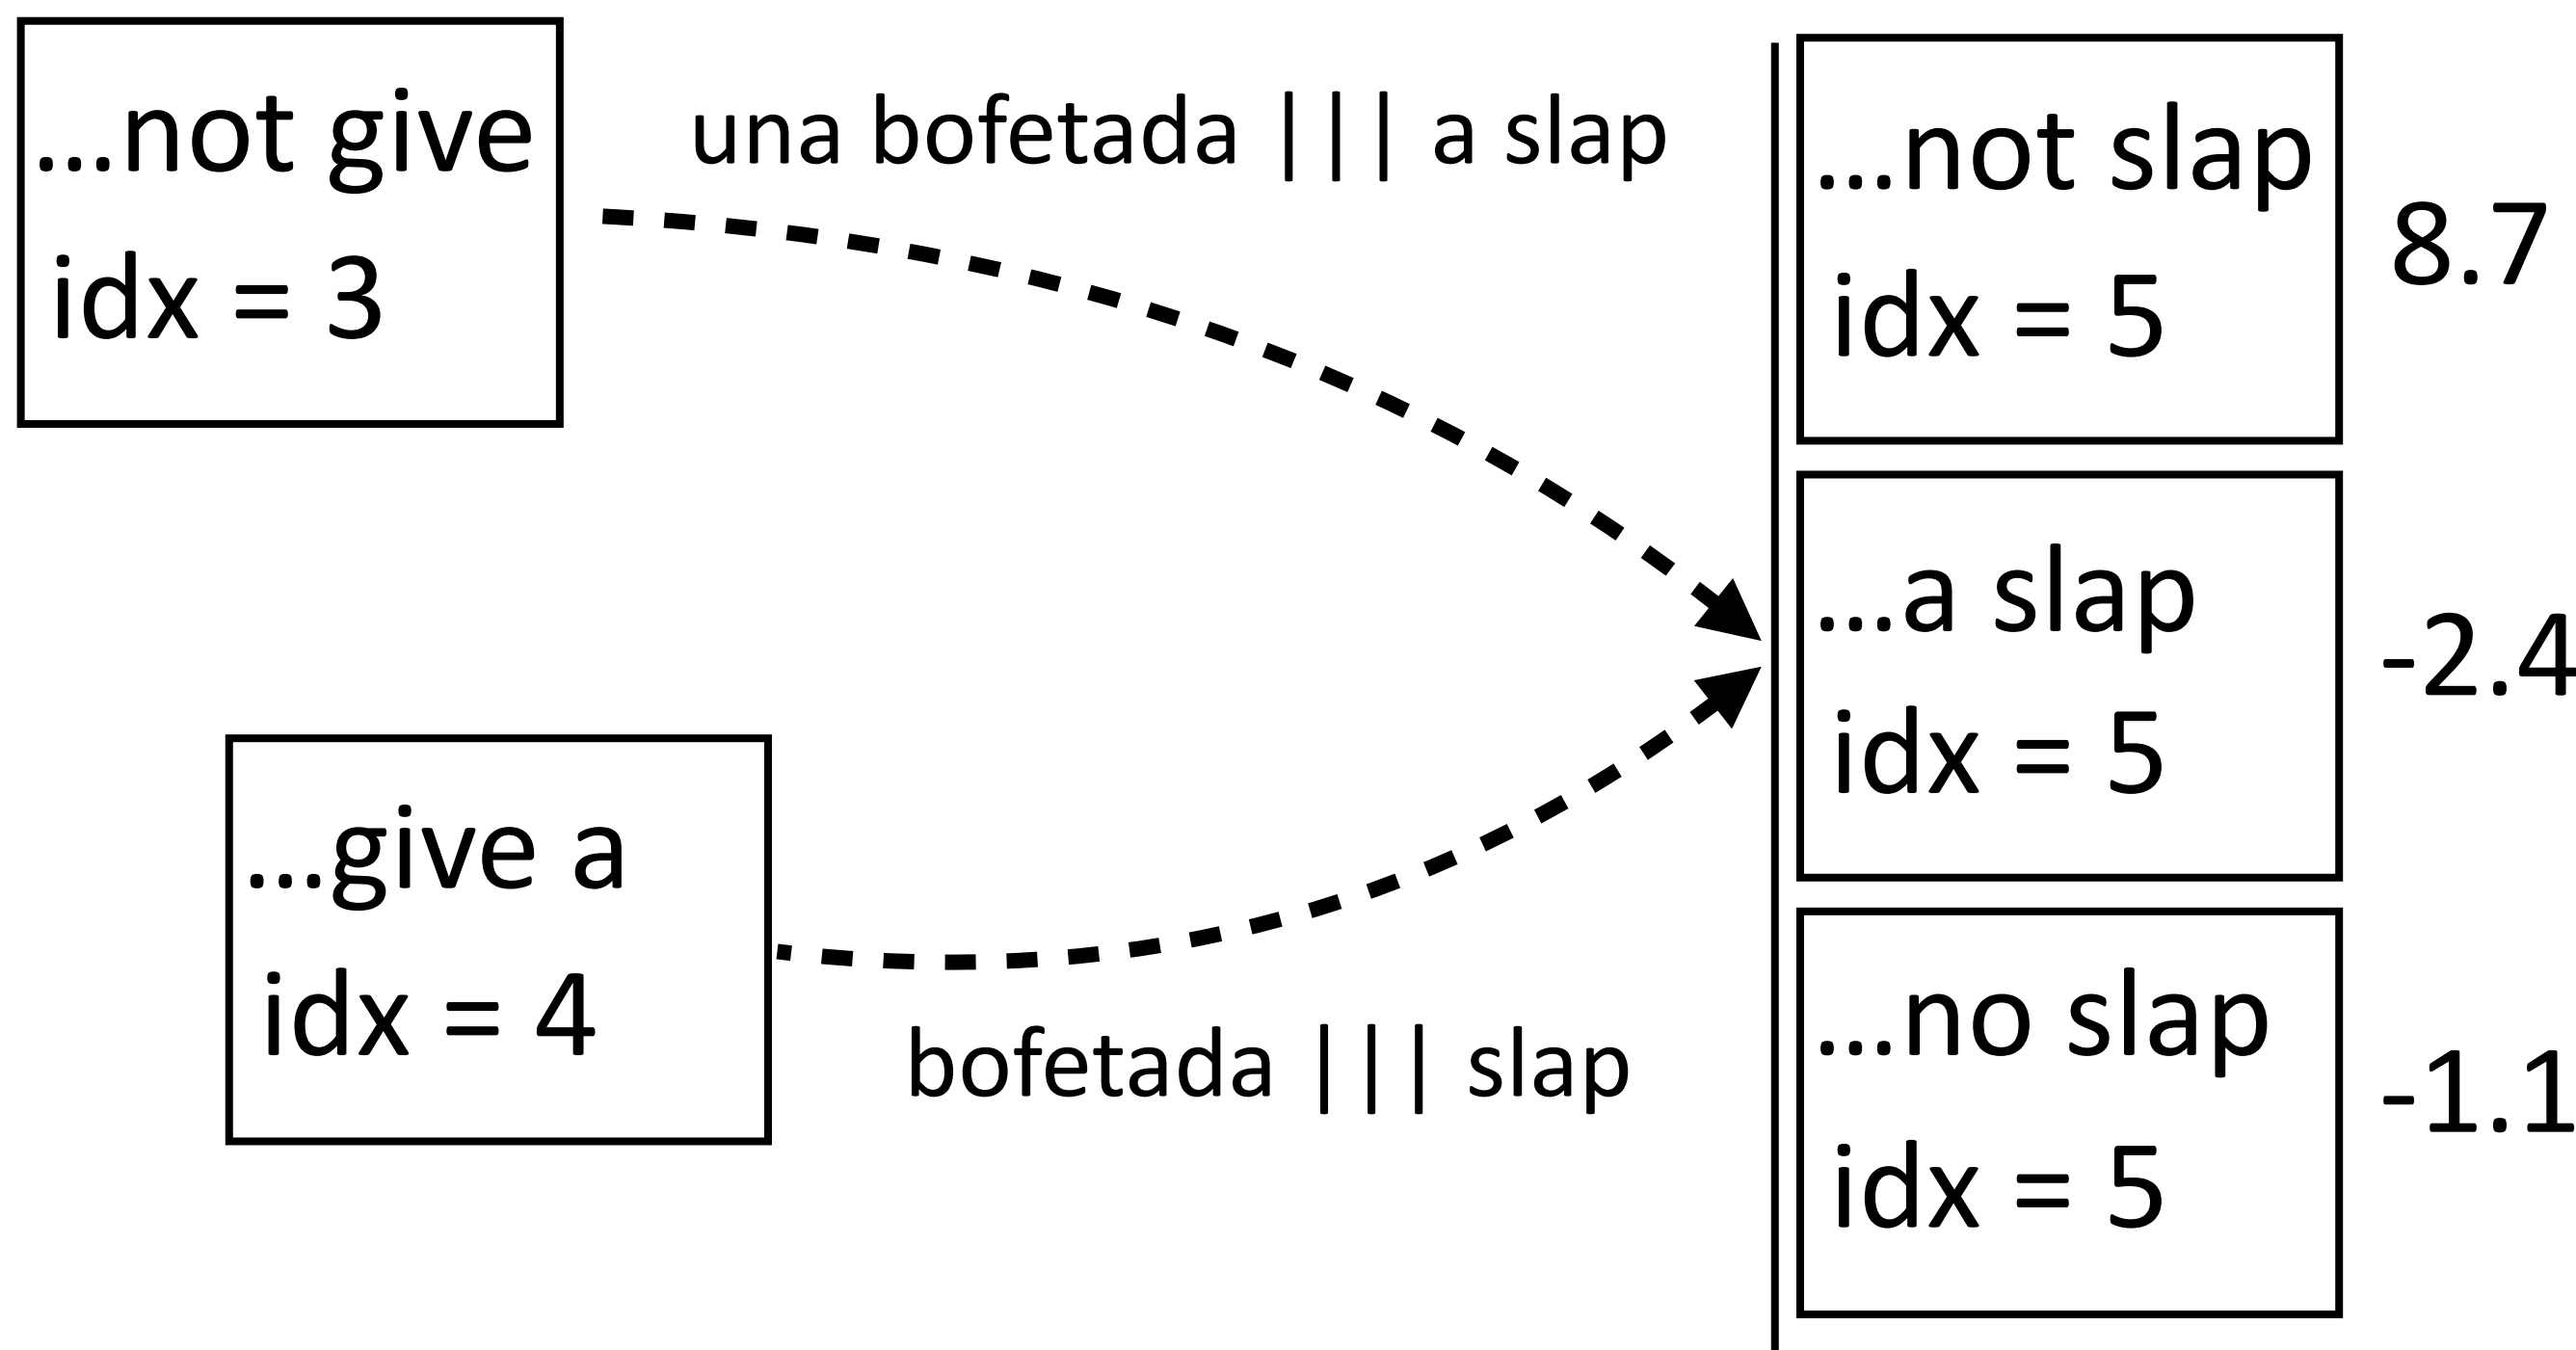 ...not give
idx = 3
una bofetada ||| a slap
...not slap
idx = 5
8.7
...a slap
idx = 5
-2.4
...give a
idx = 4
bofetada ||| slap
...no slap
idx = 5
-1.1